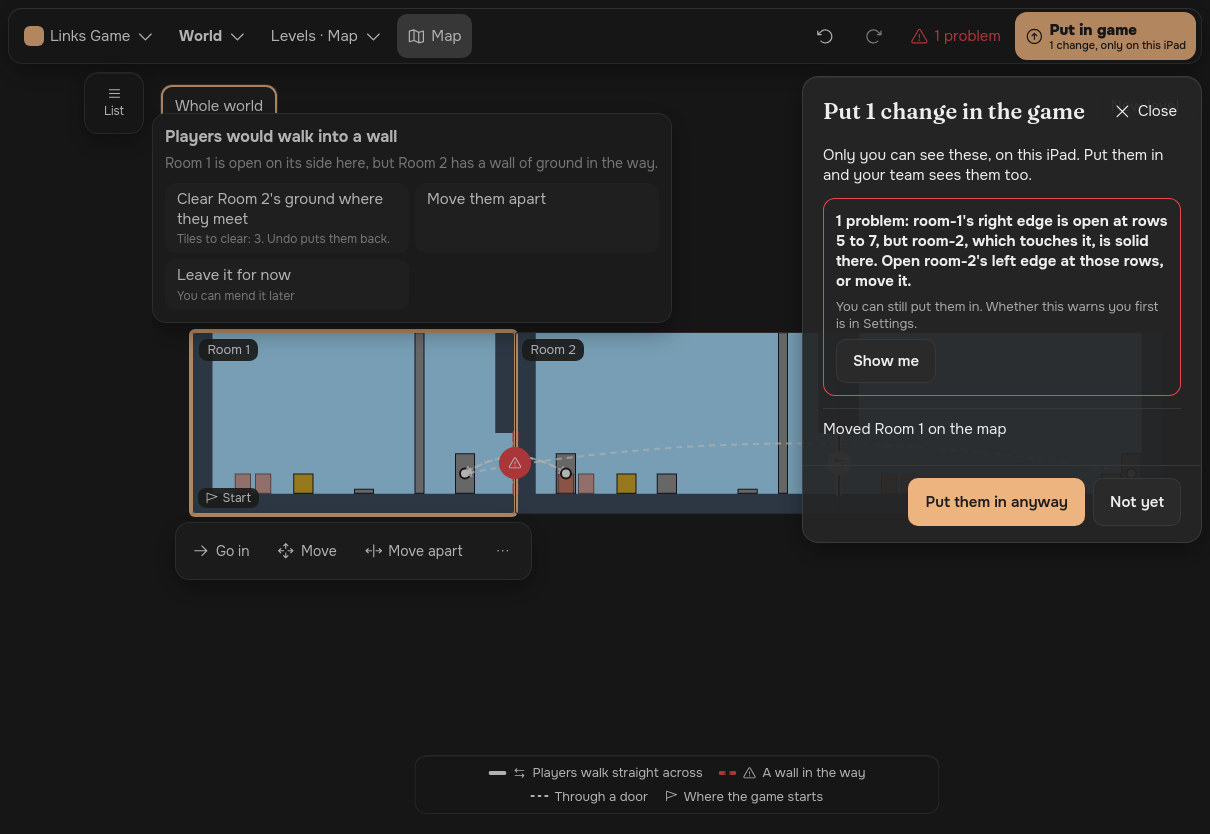 Links Game
World
Levels · Map
Map
1 problem
Put in game
1 change, only on this iPad
List
Whole world
Players would walk into a wall
Room 1 is open on its side here, but Room 2 has a wall of ground in the way.
Clear Room 2's ground where
they meet
Tiles to clear: 3. Undo puts them back.
Move them apart
Leave it for now
You can mend it later
Room 1
Room 2
Start
Go in
Move
Move apart
···
Put 1 change in the game
Close
Only you can see these, on this iPad. Put them in
and your team sees them too.
1 problem: room-1's right edge is open at rows
5 to 7, but room-2, which touches it, is solid
there. Open room-2's left edge at those rows,
or move it.
You can still put them in. Whether this warns you first
is in Settings.
Show me
Moved Room 1 on the map
Put them in anyway
Not yet
Players walk straight across
A wall in the way
Through a door
Where the game starts